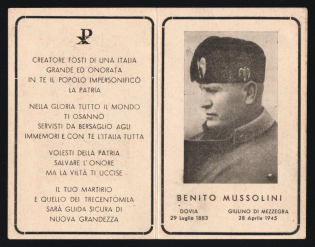 CREATORE FOSTI DI UNA ITALIA
GRANDE ED ONORATA
IN TE IL POPOLO IMPERSONIFICÒ
LA PATRIA
NELLA GLORIA TUTTO IL MONDO
TI OSANNÒ
SERVISTI DA BERSAGLIO AGLI
IMMEMORI E CON TE L'ITALIA TUTTA
VOLESTI DELLA PATRIA
SALVARE L'ONORE
MA LA VILTÀ TI UCCISE
IL TUO MARTIRIO
E QUELLO DEI TRECENTOMILA
SARÀ GUIDA SICURA DI
NUOVA GRANDEZZA
BENITO MUSSOLINI
DOVIA
29 Luglio 1883
GIULINO DI MEZZEGRA
28 Aprile 1945